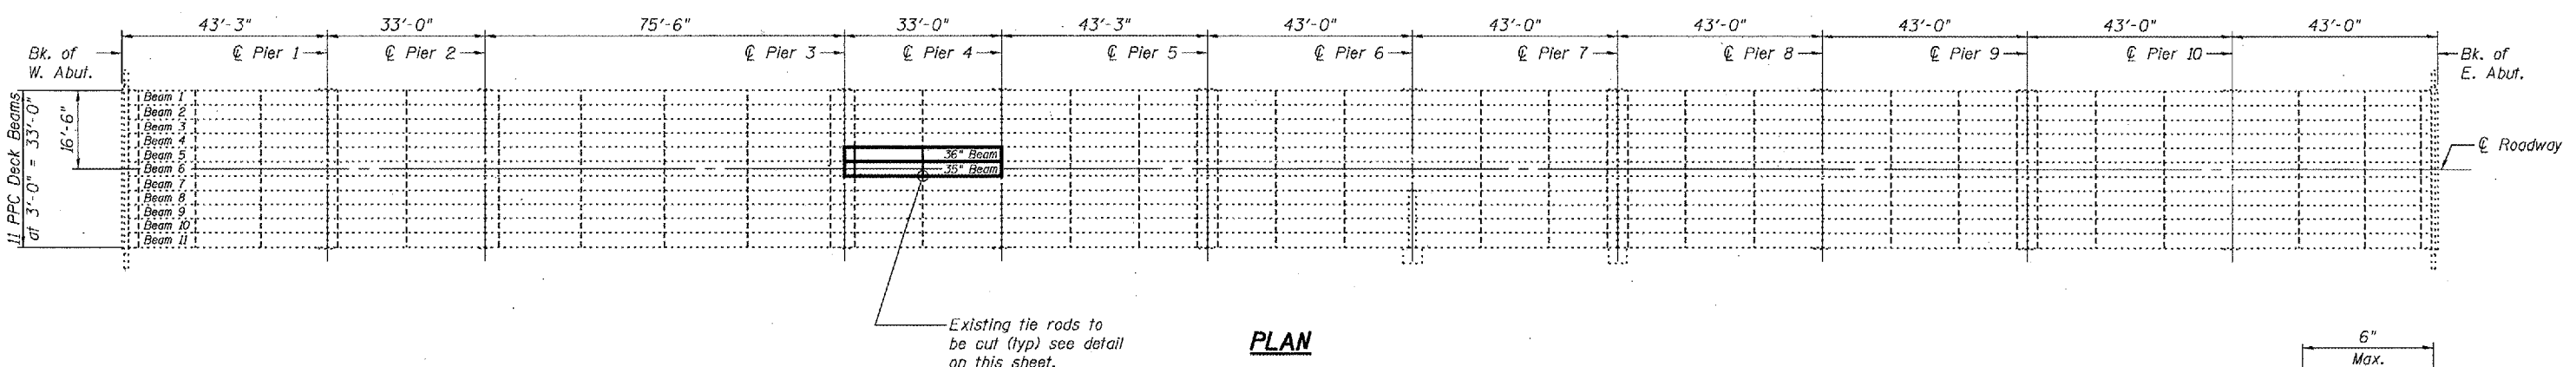 43'-3" 33'-0" 75'-6" 33'-0" 43'-3" 43'-0" 43'-0" 43'-0" 43'-0" 43'-0" 43'-0"
Bk. of
W. Abut.
℄ Pier 1 ℄ Pier 2 ℄ Pier 3 ℄ Pier 4 ℄ Pier 5 ℄ Pier 6 ℄ Pier 7 ℄ Pier 8 ℄ Pier 9 ℄ Pier 10
Bk. of
E. Abut.
11 PPC Deck Beams
at 3'-0" = 33'-0"
16'-6"
Beam 1
Beam 2
Beam 3
Beam 4
Beam 5
Beam 6
Beam 7
Beam 8
Beam 9
Beam 10
Beam 11
36" Beam
35" Beam
℄ Roadway
Existing tie rods to
be cut (typ) see detail
on this sheet.
PLAN
6"
Max.